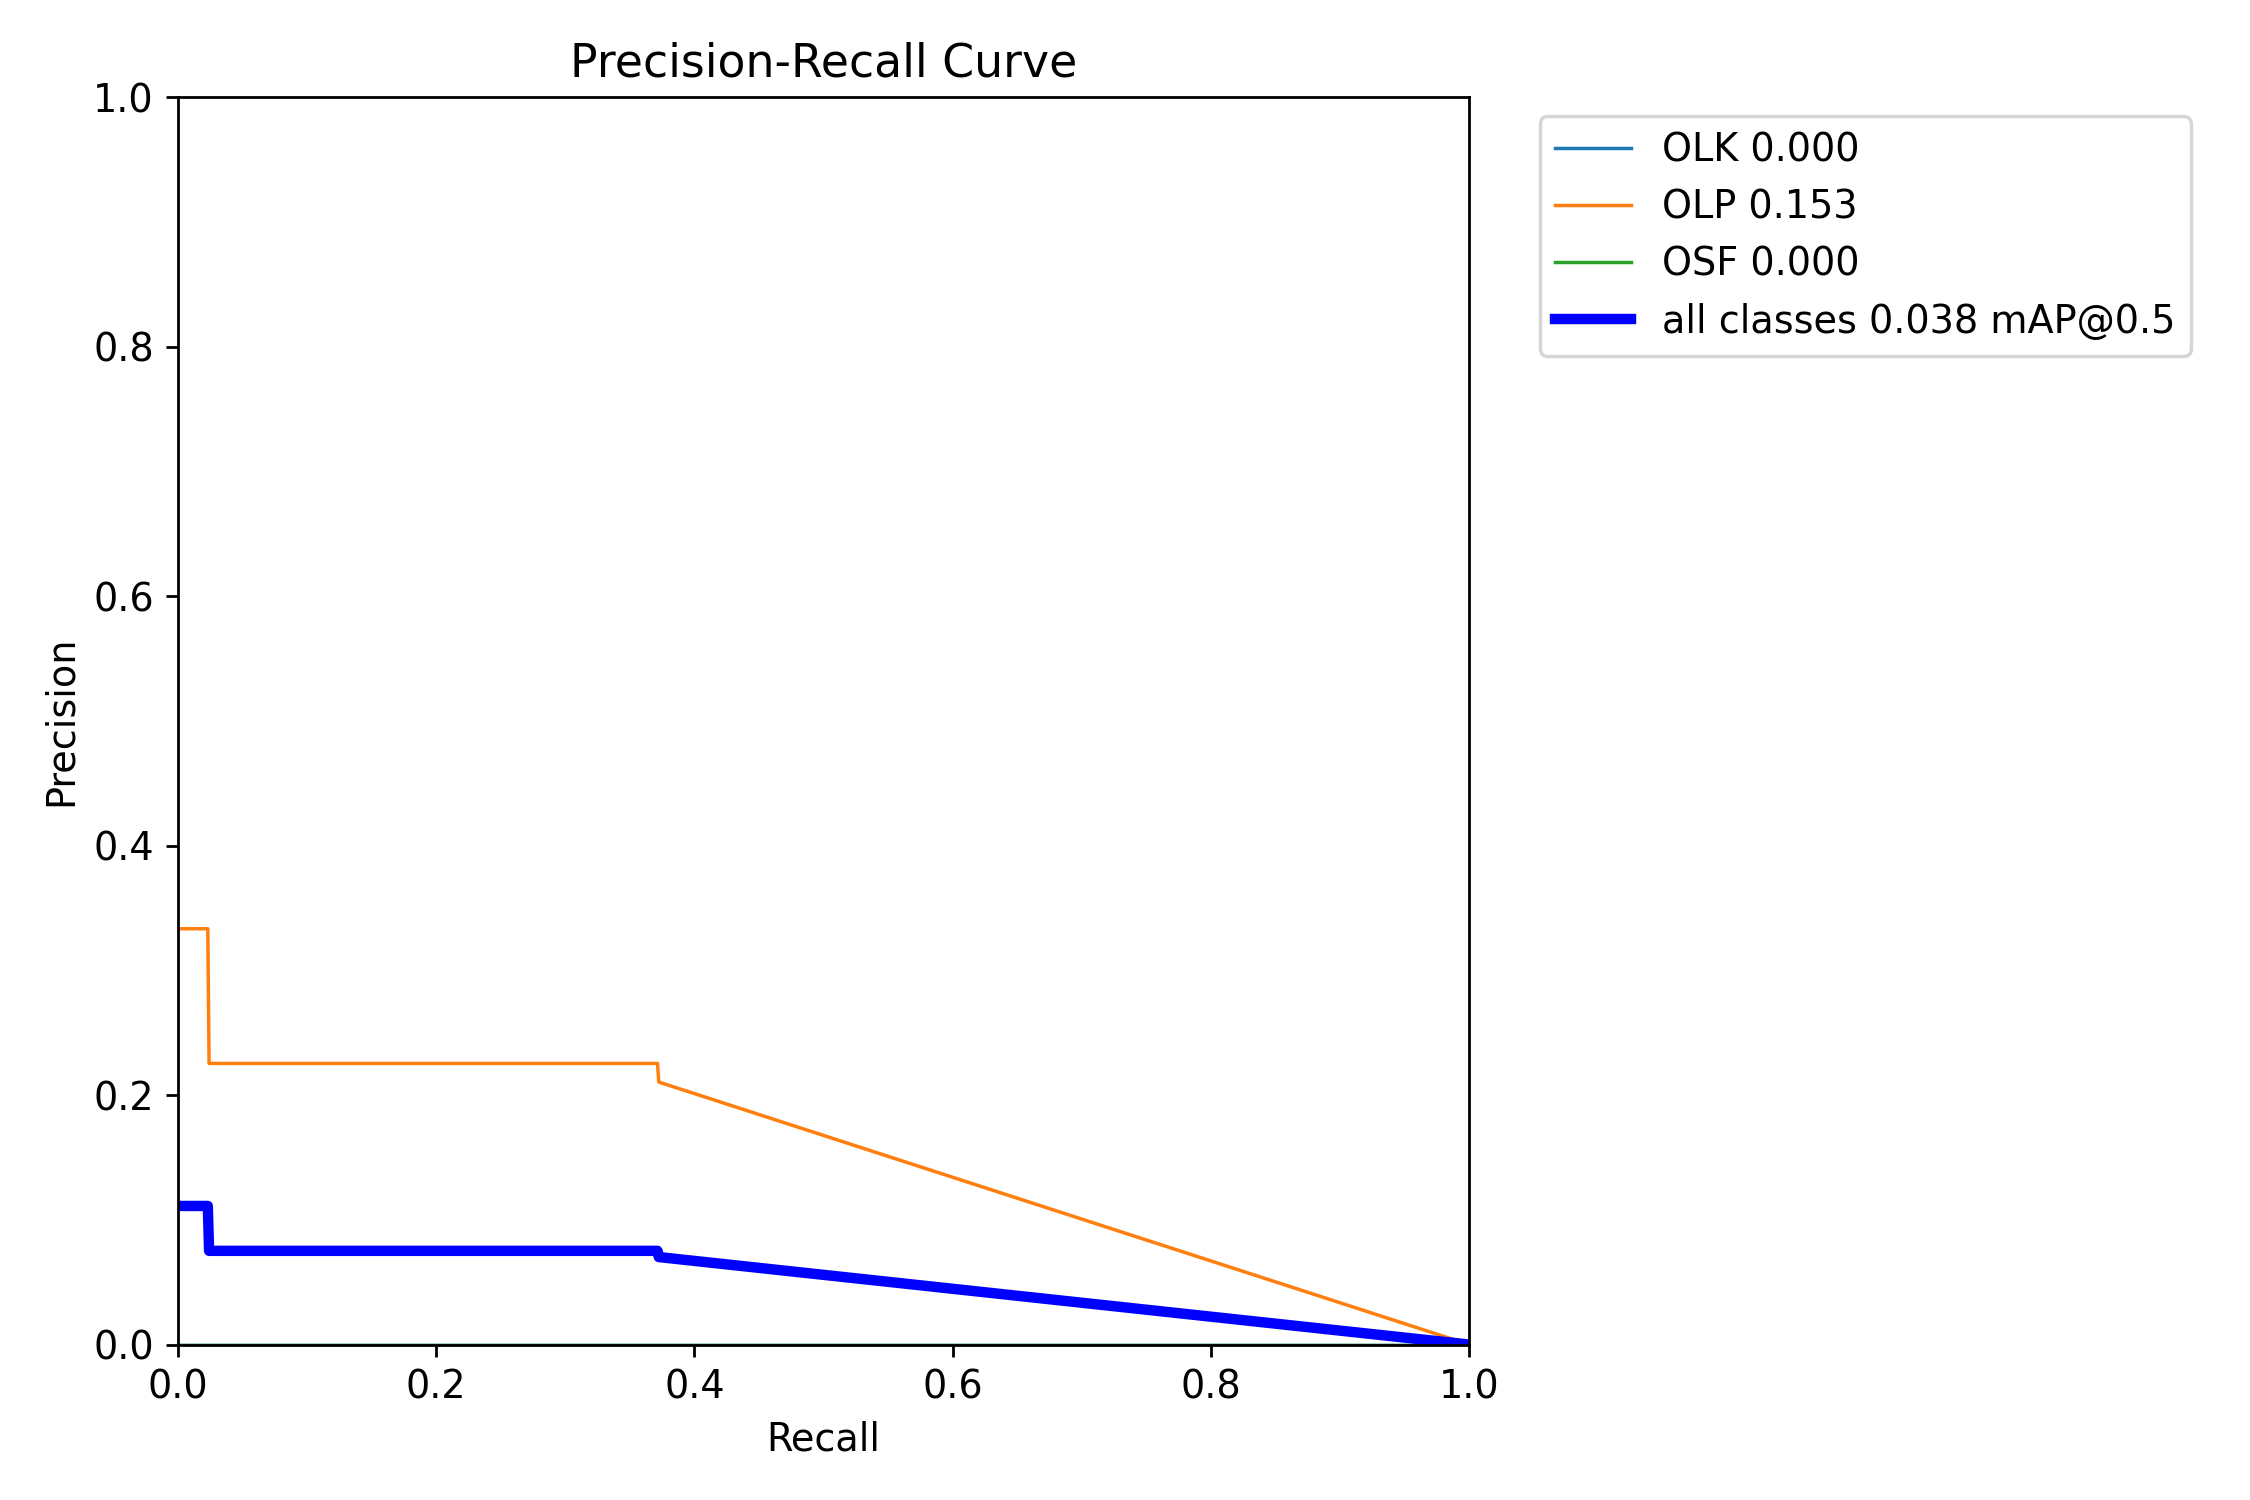 Precision-Recall Curve
1.0
0.8
0.6
0.4
0.2
0.0
Precision
0.0 0.2 0.4 0.6 0.8 1.0
Recall
OLK 0.000
OLP 0.153
OSF 0.000
all classes 0.038 mAP@0.5